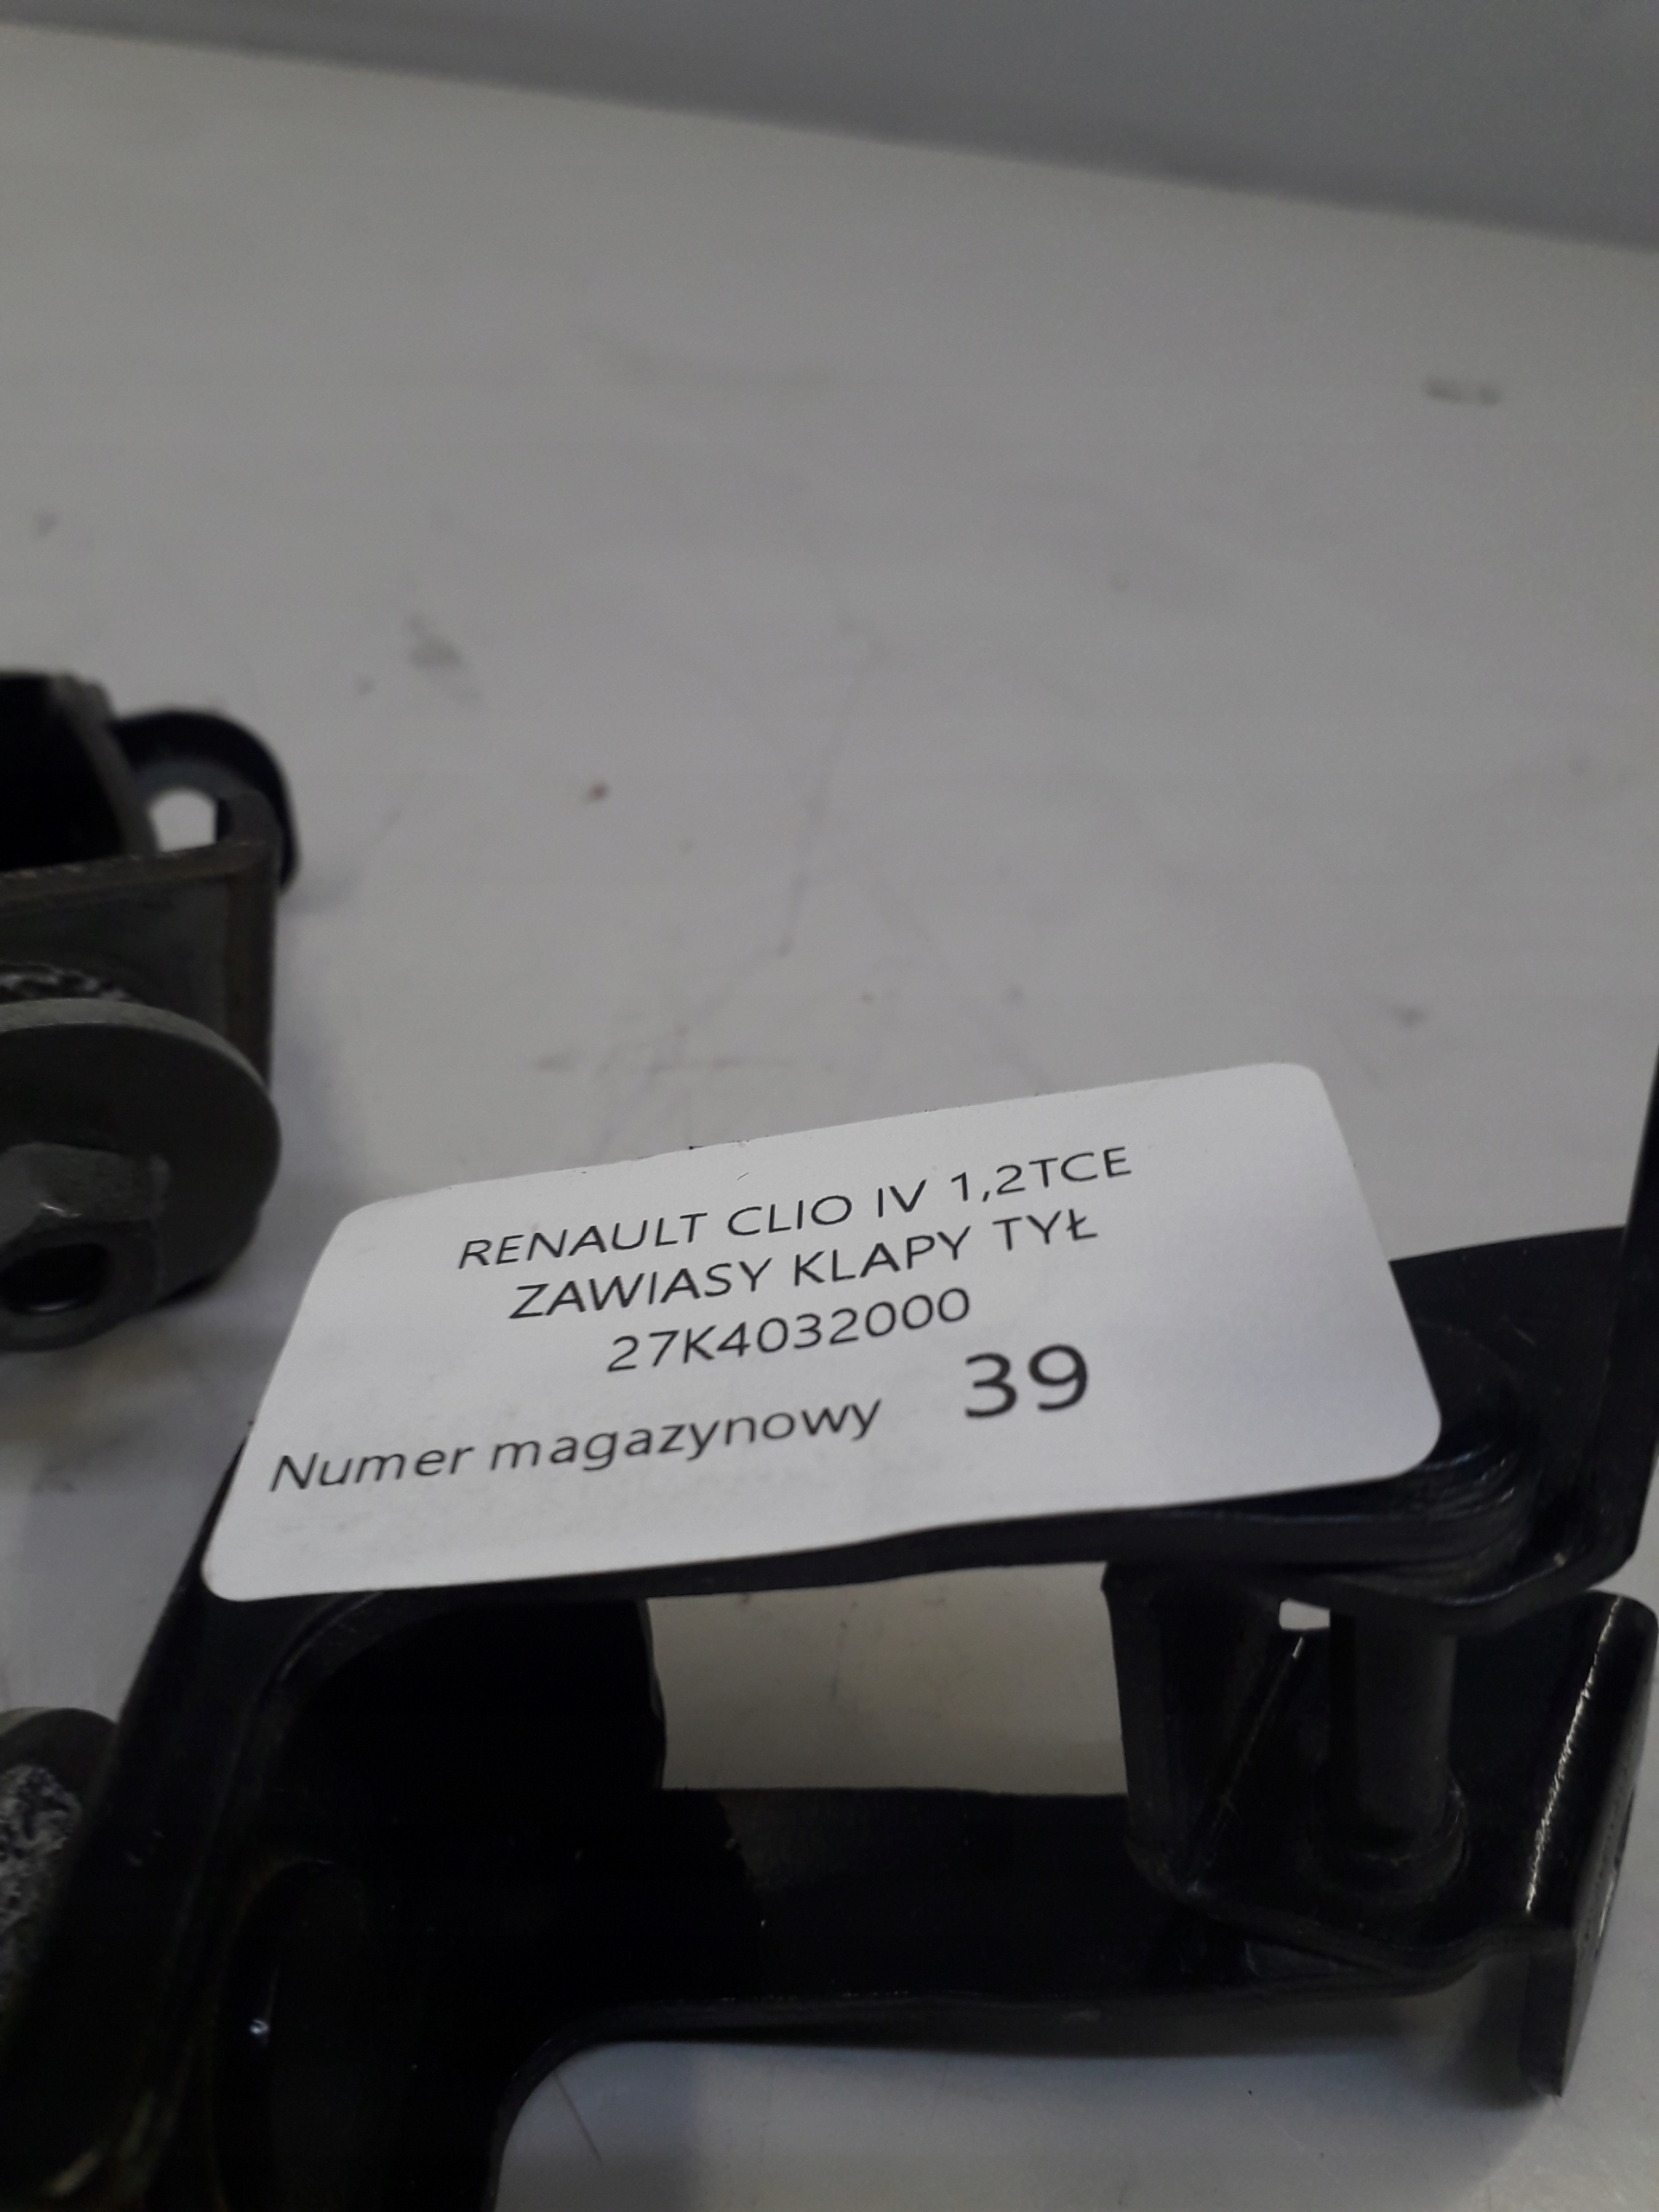 RENAULT CLIO IV 1,2TCE
ZAWIASY KLAPY TYŁ
27K4032000
Numer magazynowy 39